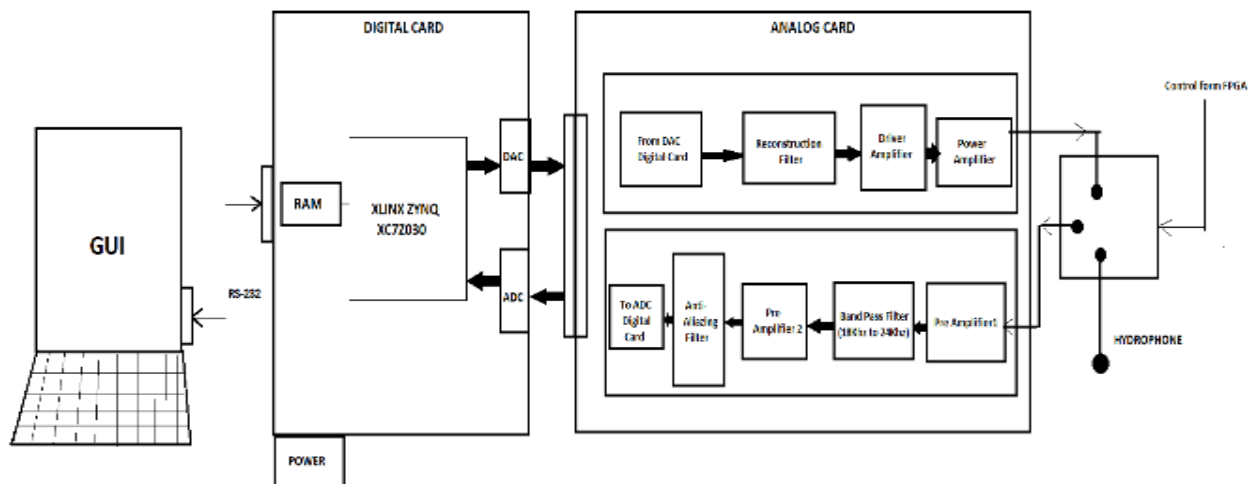 DIGITAL CARD
ANALOG CARD
Control form FPGA
GUI
RS-232
RAM
XLINX ZYNQ
XC7Z030
DAC
ADC
POWER
From DAC
Digital Card
Reconstruction
Filter
Driver
Amplifier
Power
Amplifier
To ADC
Digital
Card
Anti-
Aliazing
Filter
Pre
Amplifier 2
Band Pass Filter
(18Khr to 24Khz)
Pre Amplifier1
HYDROPHONE